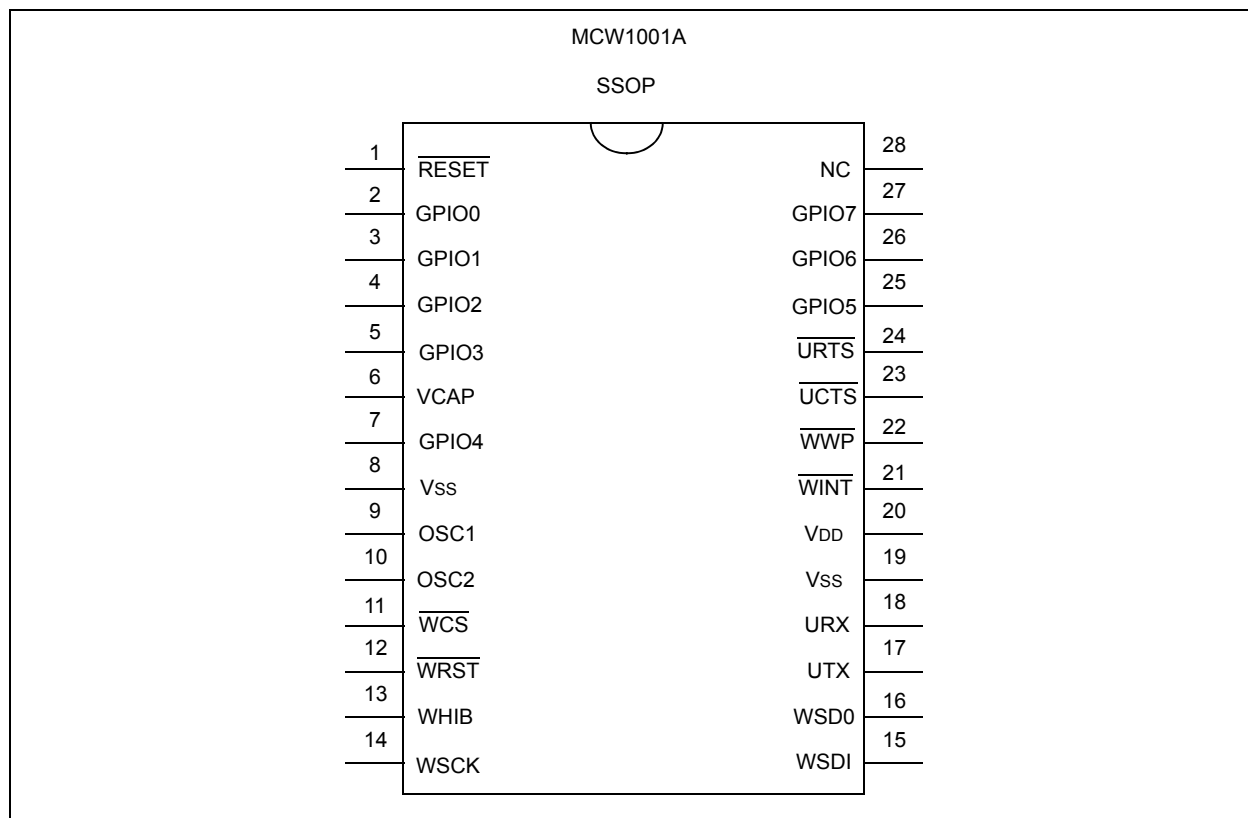 MCW1001A
SSOP
1 RESET
2 GPIO0
3 GPIO1
4 GPIO2
5 GPIO3
6 VCAP
7 GPIO4
8 VSS
9 OSC1
10 OSC2
11 WCS
12 WRST
13 WHIB
14 WSCK
28 NC
27 GPIO7
26 GPIO6
25 GPIO5
24 URTS
23 UCTS
22 WWP
21 WINT
20 VDD
19 VSS
18 URX
17 UTX
16 WSD0
15 WSDI